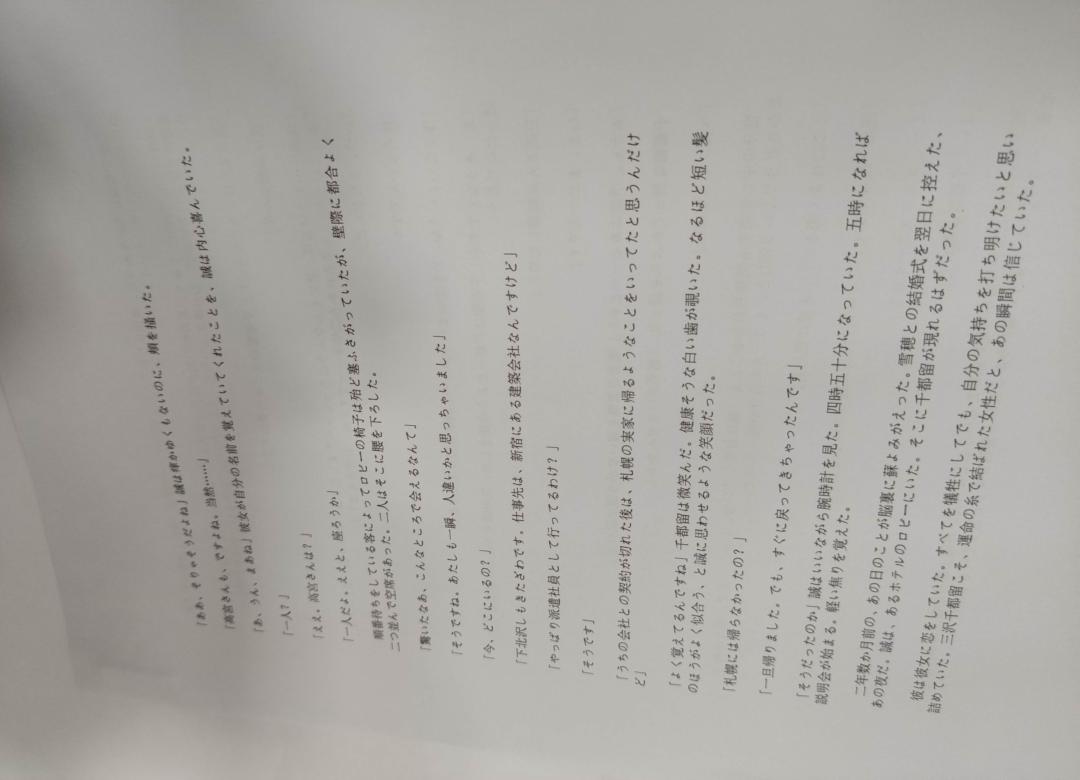 「ああ、そりゃそうだよね」誠は痒かゆくもないのに、頬を掻いた。
「高宮さんも、ですよね。当然……」
「あ、うん、まあね」彼女が自分の名前を覚えていてくれたことを、誠は内心喜んでいた。
「一人？」
「ええ。高宮さんは？」
「一人だよ。ええと、座ろうか」
順番待ちをしている客によってロビーの椅子は殆ど塞ふさがっていたが、壁際に都合よく
二つ並んで空席があった。二人はそこに腰を下ろした。
「驚いたなあ、こんなところで会えるなんて」
「そうですね。あたしも一瞬、人違いかと思っちゃいました」
「今、どこにいるの？」
「下北沢しもきたざわです。仕事先は、新宿にある建築会社なんですけど」
「やっぱり派遣社員として行ってるわけ？」
「そうです」
「うちの会社との契約が切れた後は、札幌の実家に帰るようなことをいってたと思うんだけ
ど」
「よく覚えてるんですね」千都留は微笑んだ。健康そうな白い歯が覗いた。なるほど短い髪
のほうがよく似合う、と誠に思わせるような笑顔だった。
「札幌には帰らなかったの？」
「一旦帰りました。でも、すぐに戻ってきちゃったんです」
「そうだったのか」誠はいいながら腕時計を見た。四時五十分になっていた。五時になれば
説明会が始まる。軽い焦りを覚えた。
二年数か月前の、あの日のことが脳裏に蘇よみがえった。雪穂との結婚式を翌日に控えた、
あの夜だ。誠は、あるホテルのロビーにいた。そこに千都留が現れるはずだった。
彼は彼女に恋をしていた。すべてを犠牲にしてでも、自分の気持ちを打ち明けたいと思い
詰めていた。三沢千都留こそ、運命の糸で結ばれた女性だと、あの瞬間は信じていた。